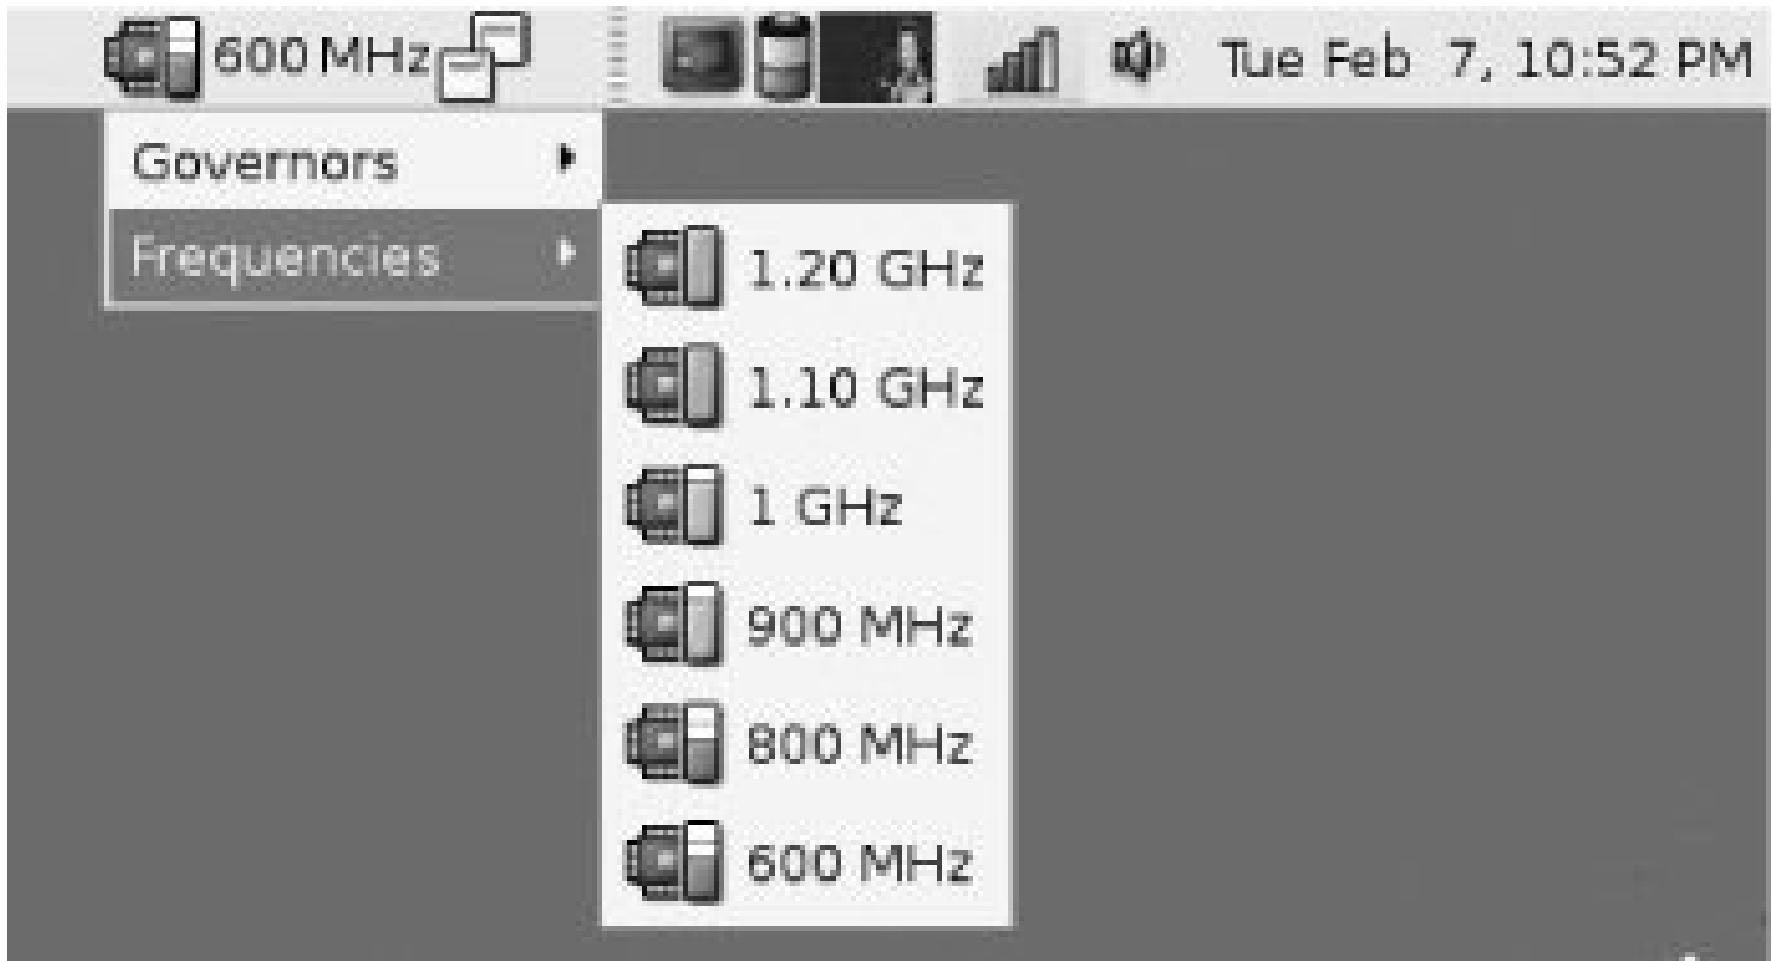 600 MHz
Tue Feb 7, 10:52 PM
Governors
Frequencies
1.20 GHz
1.10 GHz
1 GHz
900 MHz
800 MHz
600 MHz